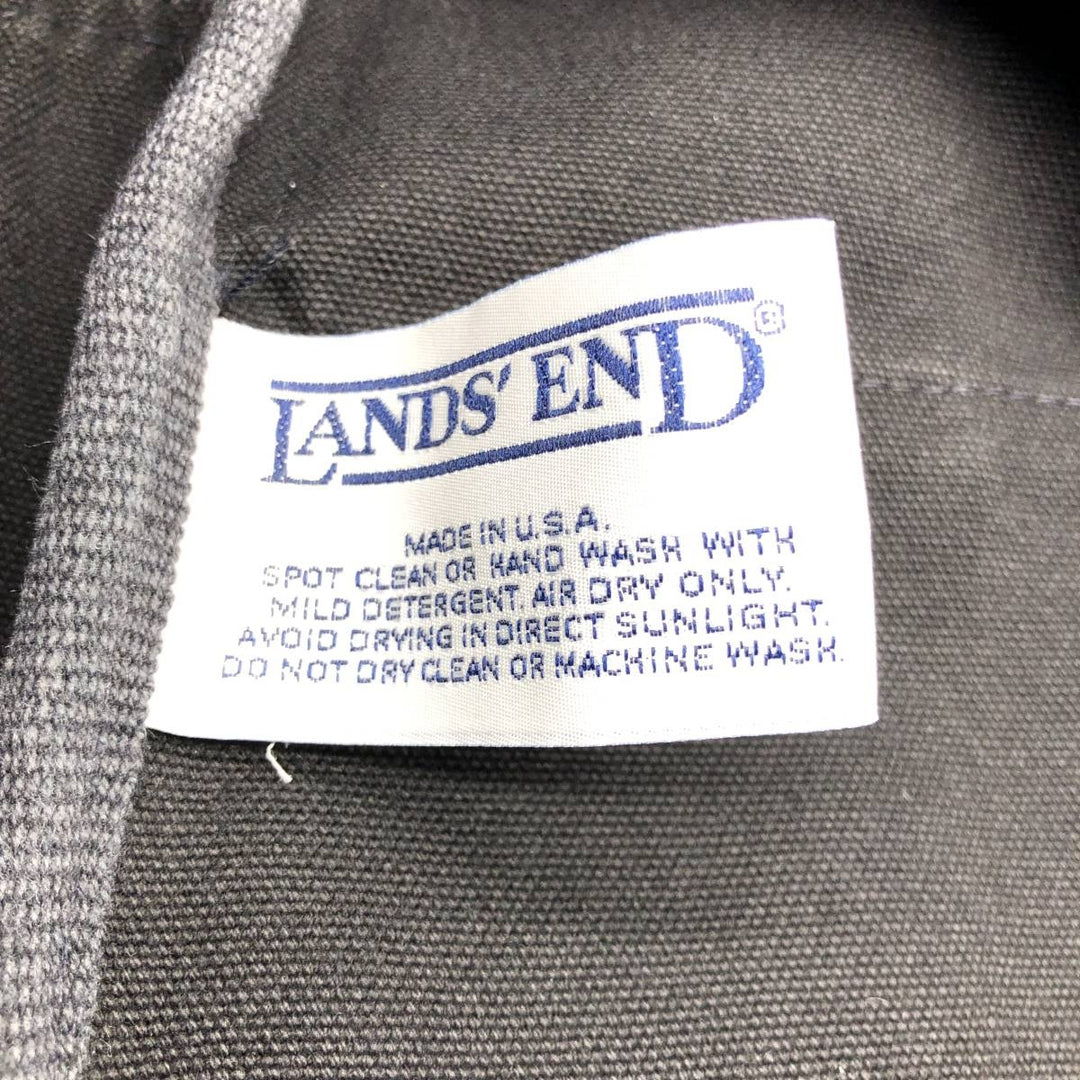 LANDS' END®
MADE IN U.S.A.
SPOT CLEAN OR HAND WASH WITH
MILD DETERGENT. AIR DRY ONLY.
AVOID DRYING IN DIRECT SUNLIGHT.
DO NOT DRY CLEAN OR MACHINE WASH.